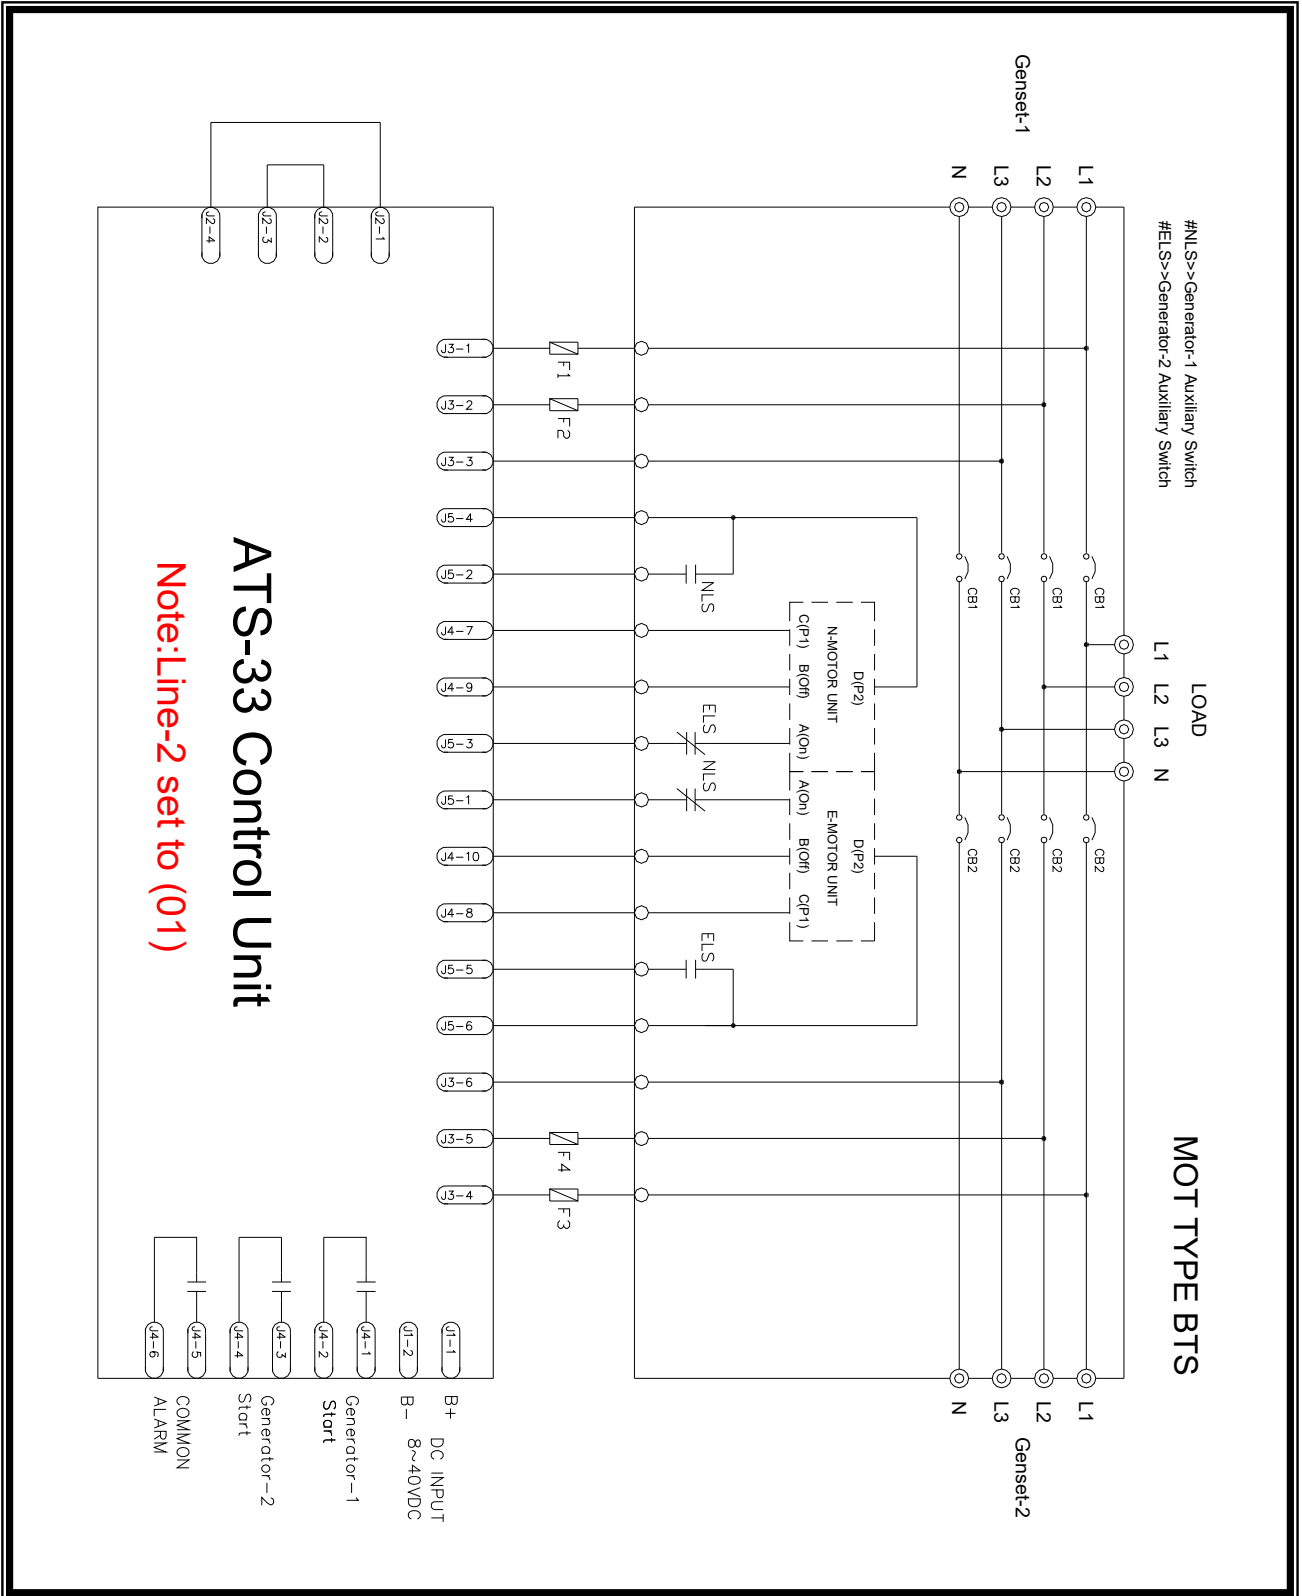 MOT TYPE BTS
#NLS>>Generator-1 Auxiliary Switch
#ELS>>Generator-2 Auxiliary Switch
LOAD
L1 L2 L3 N
Genset-1
L1
L2
L3
N
CB1
CB1
CB1
CB1
CB2
CB2
CB2
CB2
L1
L2
L3
N
Genset-2
D(P2)
N-MOTOR UNIT
C(P1) B(Off) A(On)
D(P2)
E-MOTOR UNIT
A(On) B(Off) C(P1)
NLS
ELS
NLS
ELS
F1
F2
F4
F3
J3-1
J3-2
J3-3
J5-4
J5-2
J4-7
J4-9
J5-3
J5-1
J4-10
J4-8
J5-5
J5-6
J3-6
J3-5
J3-4
J2-1
J2-2
J2-3
J2-4
ATS-33 Control Unit
Note:Line-2 set to (01)
J1-1 B+
J1-2 B-
DC INPUT
8~40VDC
J4-1
J4-2
Generator-1
Start
J4-3
J4-4
Generator-2
Start
J4-5
J4-6
COMMON
ALARM